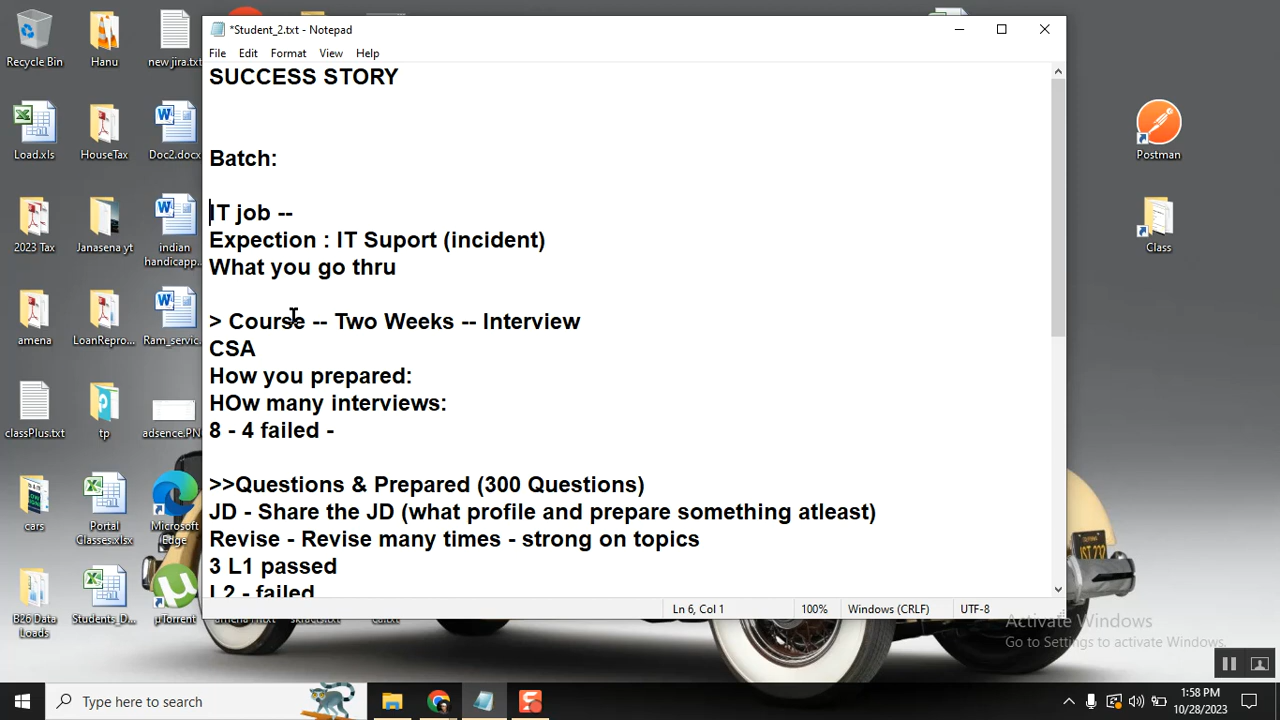 *Student_2.txt - Notepad
File Edit Format View Help
SUCCESS STORY
Batch:
IT job --
Expection : IT Suport (incident)
What you go thru
> Course -- Two Weeks -- Interview
CSA
How you prepared:
HOw many interviews:
8 - 4 failed -
>>Questions & Prepared (300 Questions)
JD - Share the JD (what profile and prepare something atleast)
Revise - Revise many times - strong on topics
3 L1 passed
L2 - failed
Ln 6, Col 1 100% Windows (CRLF) UTF-8
Recycle Bin
Hanu
new jira.txt
Load.xls
HouseTax
Doc2.docx
2023 Tax
Janasena yt
indian
handicapp...
amena
LoanRepro...
Ram_servic...
classPlus.txt
tp
adsence.PN
cars
Portal
Classes.xlsx
Microsoft
Edge
B26 Data
Loads
Students_D...
µTorrent
Postman
Class
Activate Windows
Go to Settings to activate Windows.
Type here to search
1:58 PM
10/28/2023